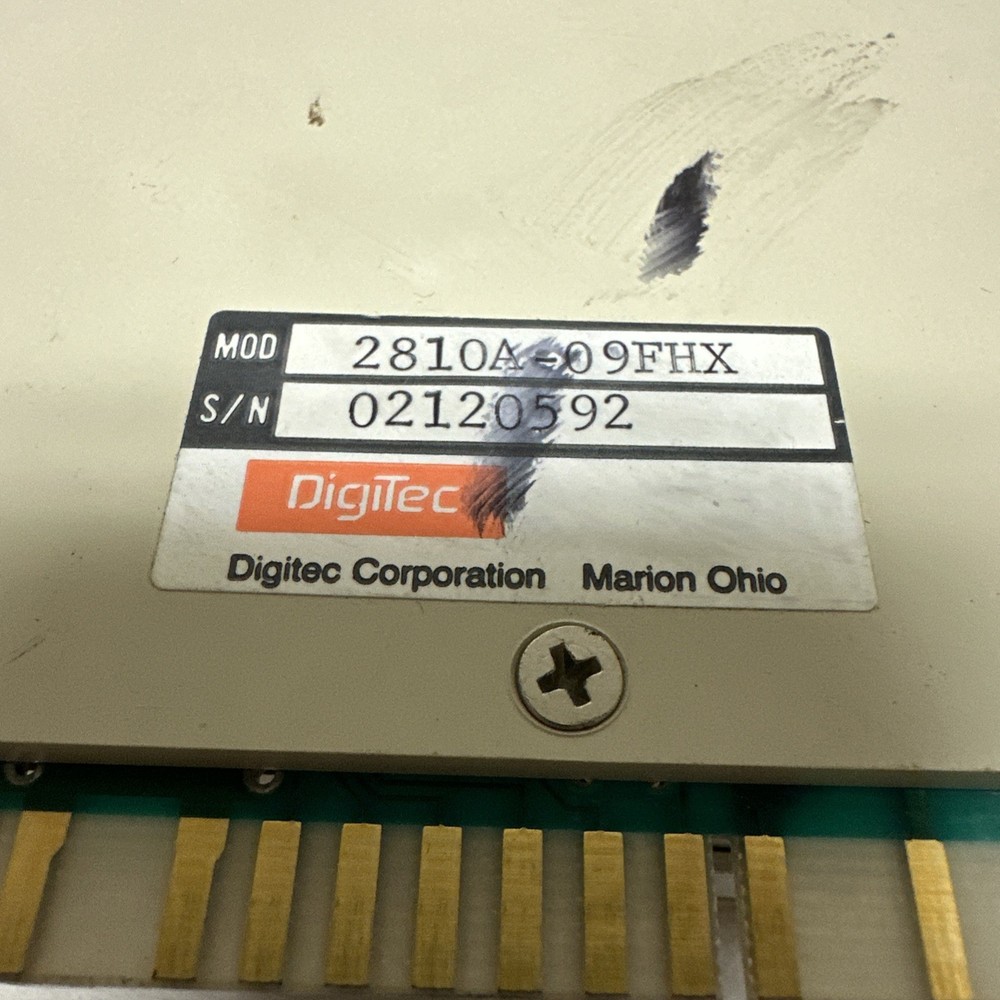 MOD 2810A-09FHX
S/N 02120592
DigiTec
Digitec Corporation Marion Ohio